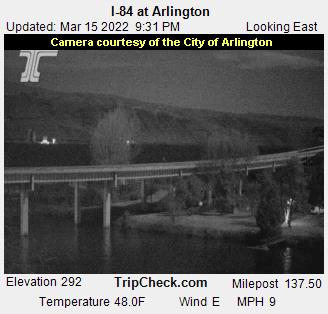 I-84 at Arlington
Updated: Mar 15 2022 9:31 PM Looking East
Camera courtesy of the City of Arlington
Elevation 292 TripCheck.com Milepost 137.50
Temperature 48.0F Wind E MPH 9